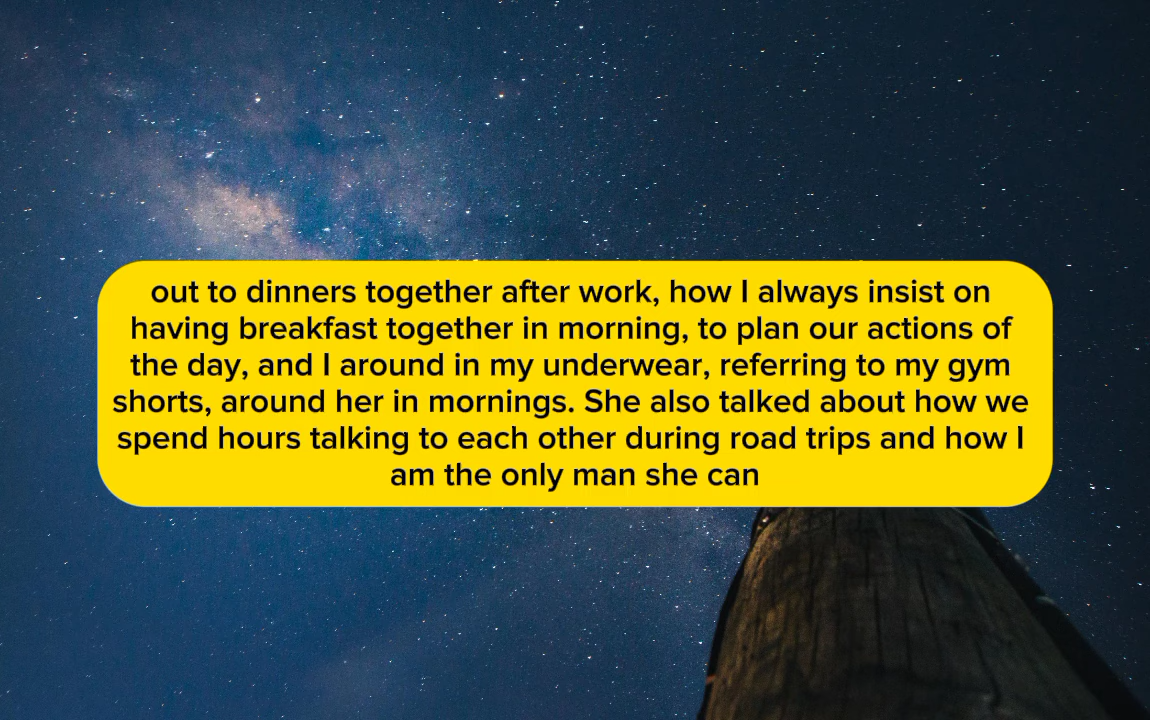 out to dinners together after work, how I always insist on
having breakfast together in morning, to plan our actions of
the day, and I around in my underwear, referring to my gym
shorts, around her in mornings. She also talked about how we
spend hours talking to each other during road trips and how I
am the only man she can